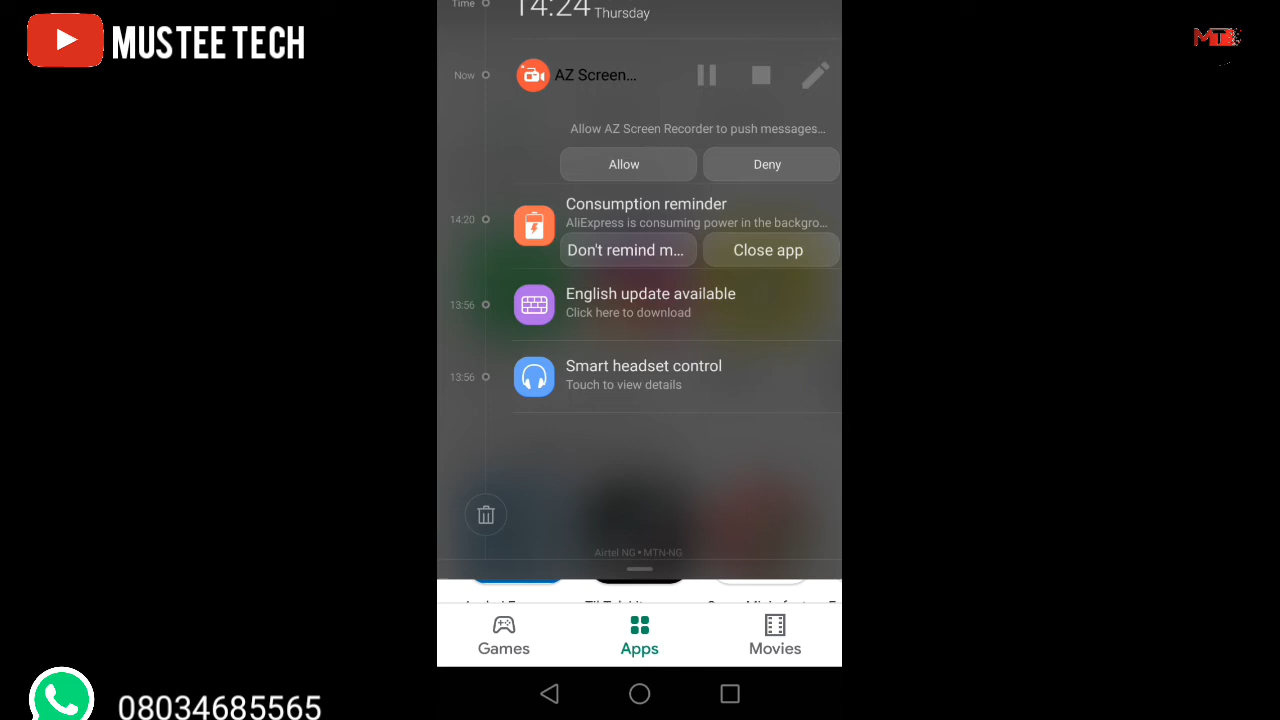 MUSTEE TECH
MTB
Time
14:24 Thursday
Now
AZ Screen...
Allow AZ Screen Recorder to push messages...
Allow
Deny
14:20
Consumption reminder
AliExpress is consuming power in the backgro...
Don't remind m...
Close app
13:56
English update available
Click here to download
13:56
Smart headset control
Touch to view details
Airtel NG • MTN-NG
Games
Apps
Movies
08034685565